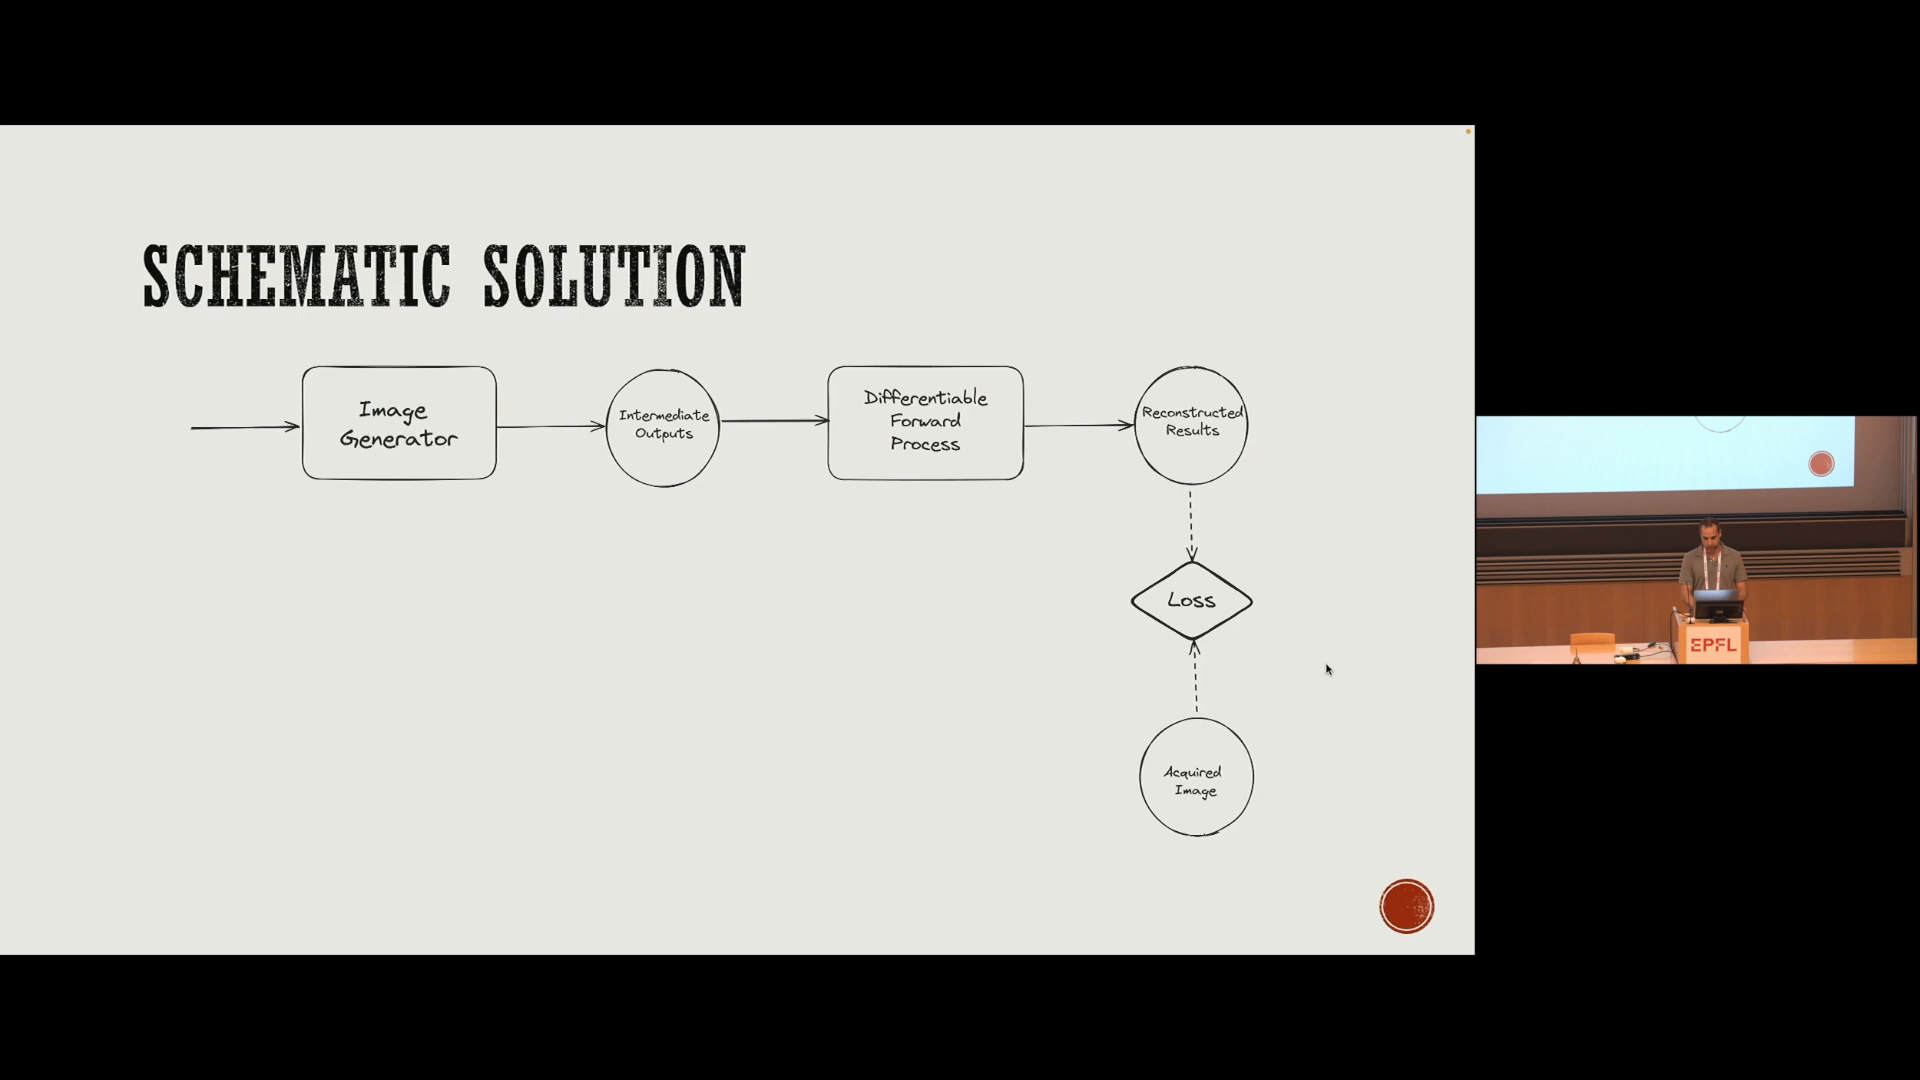 SCHEMATIC SOLUTION
Image
Generator
Intermediate
Outputs
Differentiable
Forward
Process
Reconstructed
Results
Loss
Acquired
Image
EPFL